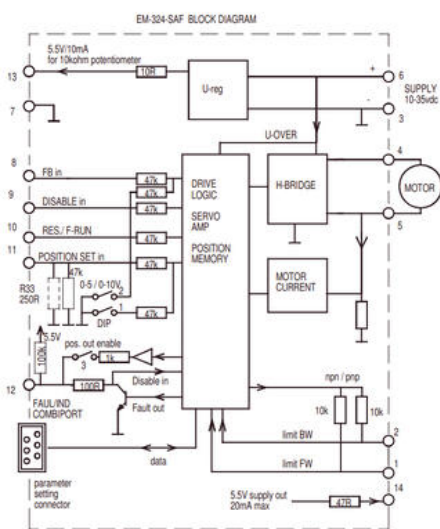 EM-324-SAF BLOCK DIAGRAM
5.5V/10mA
for 10kohm potentiometer
13
10R
U-reg
+
6
SUPPLY
10-35vdc
-
3
7
U-OVER
4
8
FB in
47k
47k
DRIVE
LOGIC
H-BRIDGE
MOTOR
9
DISABLE in
47k
SERVO
AMP
5
10
RES./ F-RUN
47k
POSITION
MEMORY
11
POSITION SET in
47k
R33
250R
47k
0-5 / 0-10V
2
MOTOR
CURRENT
1
47k
DIP
5.5V
100k
pos. out enable
1k
3
12
100R
Disable in
npn / pnp
FAUL/IND
COMBIPORT
Fault out
10k
10k
limit BW
2
data
limit FW
1
parameter
setting
connector
5.5V supply out
20mA max
47R
14